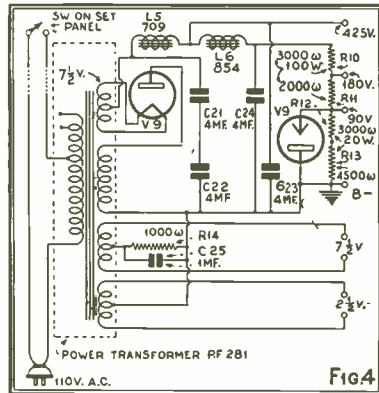 SW ON SET
PANEL
L5
709
L6
854
425V.
7½V.
3000ω
100W.
R10
180V.
2000ω
R12
RH
90V
3000ω
20W.
R13
4500ω
B-
V9
V9
C21
4MF.
C24
4MF.
C22
4MF
C23
4MF.
1000ω
R14
C25
1MF.
7½V
2½V.
POWER TRANSFORMER P.F. 281
110V. A.C.
FIG.4